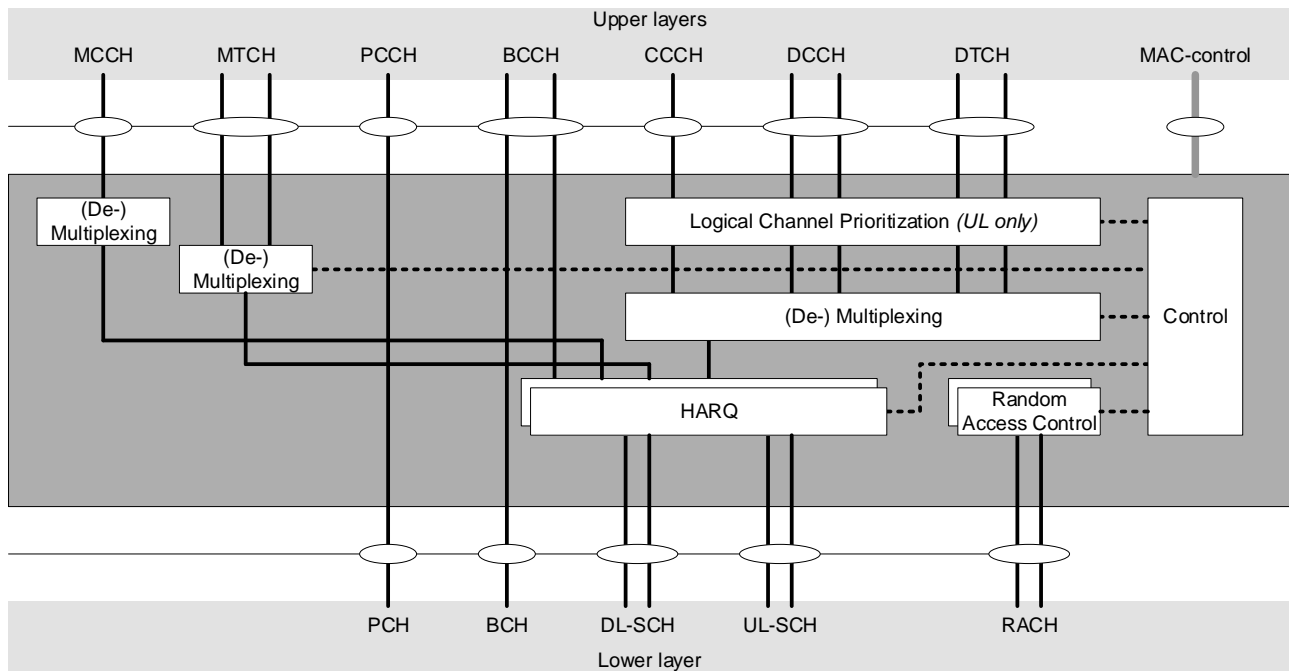 Upper layers
MCCH MTCH PCCH BCCH CCCH DCCH DTCH MAC-control
(De-)
Multiplexing
Logical Channel Prioritization (UL only)
(De-)
Multiplexing
(De-) Multiplexing
Control
HARQ
Random
Access Control
PCH BCH DL-SCH UL-SCH RACH
Lower layer